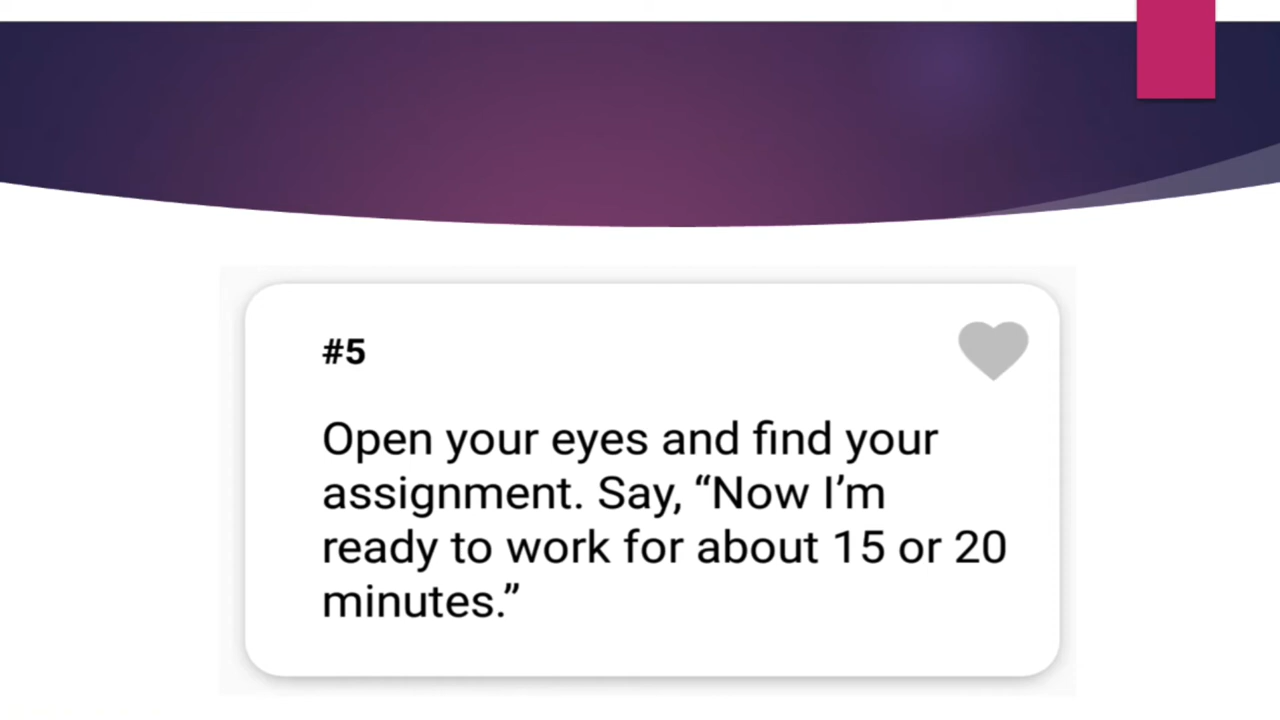 #5
Open your eyes and find your
assignment. Say, “Now I’m
ready to work for about 15 or 20
minutes.”